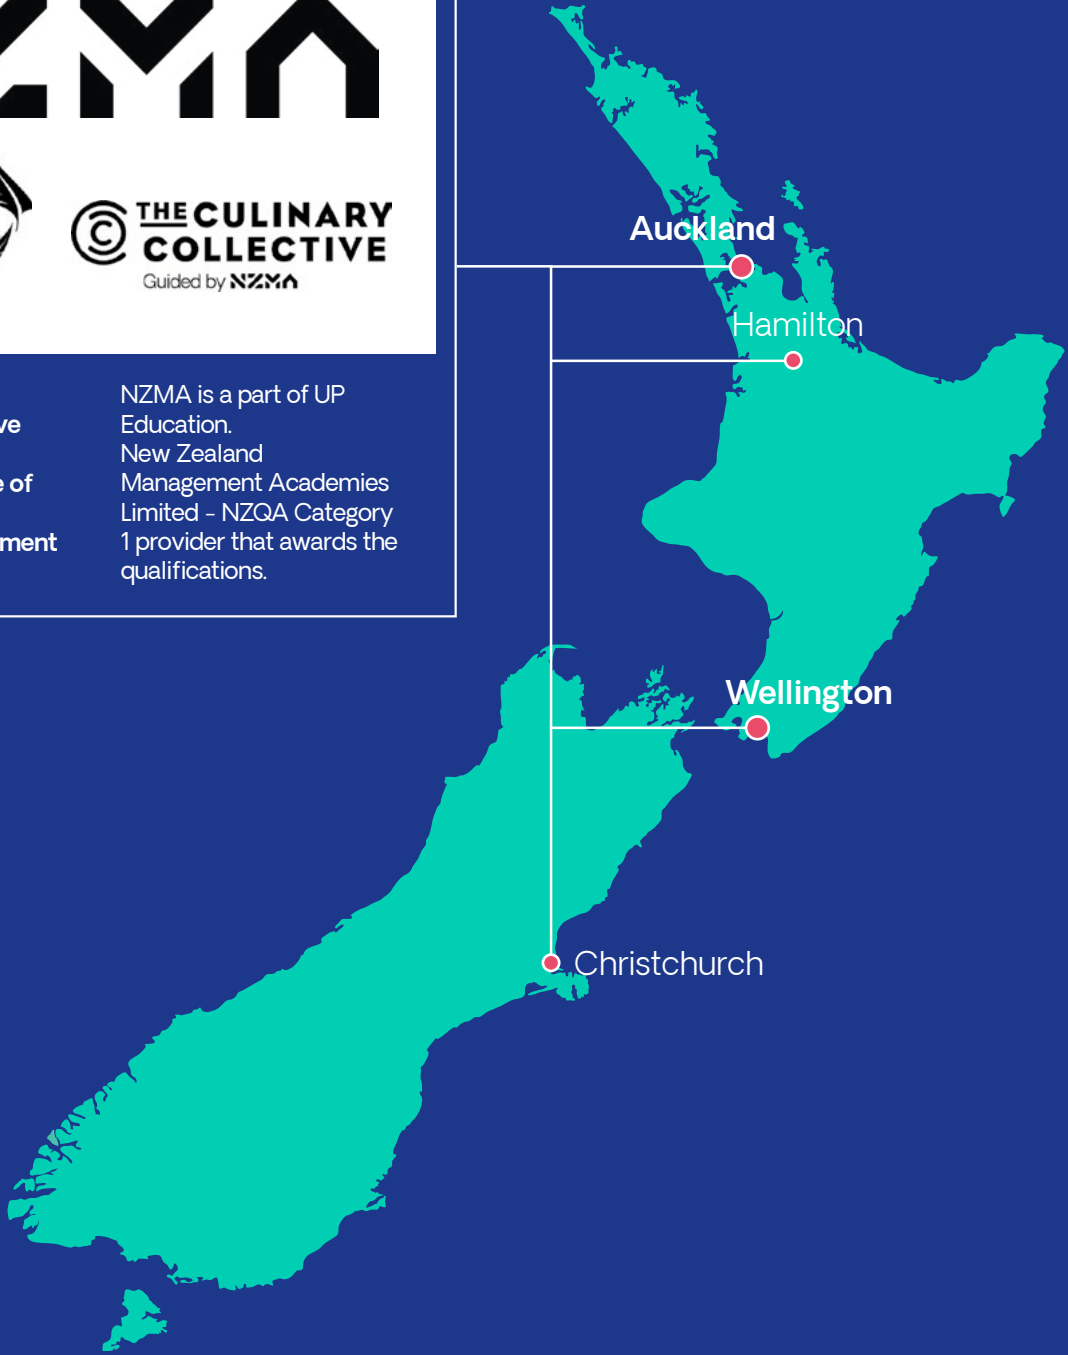 ZMA
THE CULINARY
COLLECTIVE
Guided by NZMA
ve
e of
ment
NZMA is a part of UP
Education.
New Zealand
Management Academies
Limited - NZQA Category
1 provider that awards the
qualifications.
Auckland
Hamilton
Wellington
Christchurch